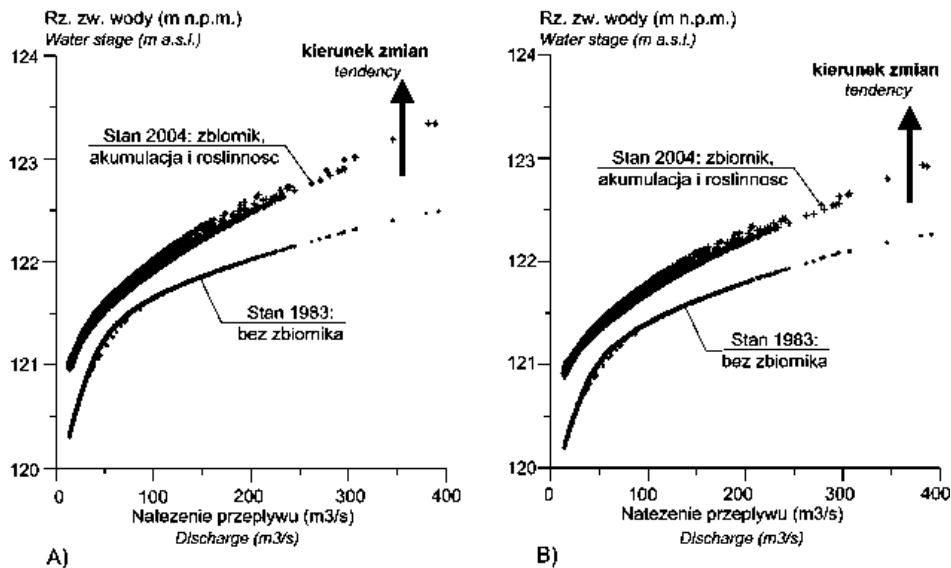 Rz. zw. wody (m n.p.m.)
Water stage (m a.s.l.)
124
123
122
121
120
kierunek zmian
tendency
Stan 2004: zbiornik,
akumulacja i roslinnosc
Stan 1983:
bez zbiornika
0 100 200 300 400
Natezenie przeplywu (m3/s)
Discharge (m3/s)
A)
Rz. zw. wody (m nn.p.m.)
Water stage (m a.s.l.)
124
123
122
121
120
kierunek zmian
tendency
Stan 2004: zbiornik,
akumulacja i roslinnosc
Stan 1983:
bez zbiornika
0 100 200 300 400
Natezenie przeplywu (m3/s)
Discharge (m3/s)
B)